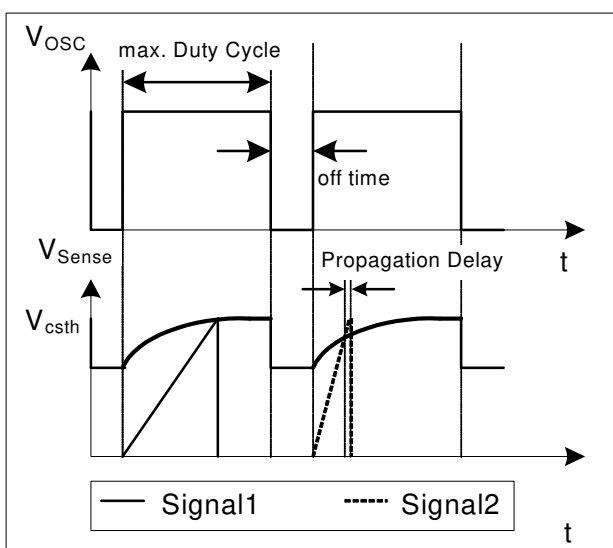 V_OSC
max. Duty Cycle
off time
t
V_Sense
Propagation Delay
V_csth
Signal1
Signal2
t